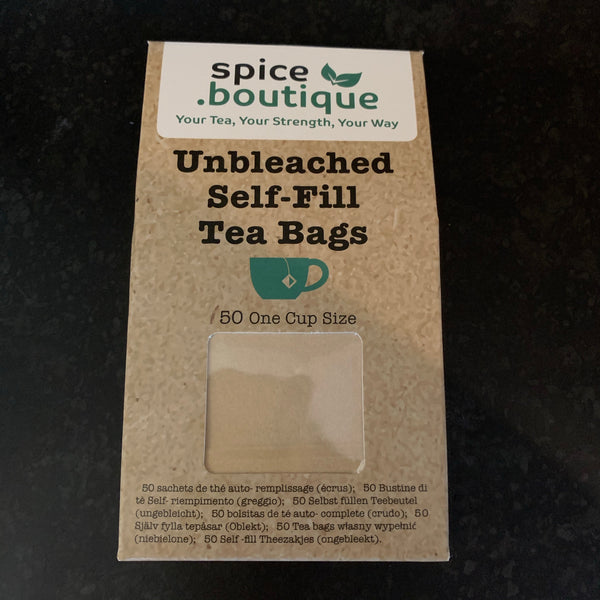 spice
.boutique
Your Tea, Your Strength, Your Way
Unbleached
Self-Fill
Tea Bags
50 One Cup Size
50 sachets de thé auto- remplissage (écrus); 50 Bustine di
tè Self- riempimento (greggio); 50 Selbst füllen Teebeutel
(ungebleicht); 50 bolsitas de té auto- complete (crudo); 50
Själv fylla tepåsar (Oblekt); 50 Tea bags własny wypełnić
(niebielone); 50 Self -fill Theezakjes (ongebleekt).